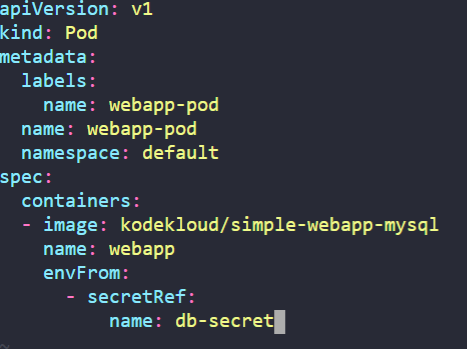 apiVersion: v1
kind: Pod
metadata:
  labels:
    name: webapp-pod
  name: webapp-pod
  namespace: default
spec:
  containers:
  - image: kodekloud/simple-webapp-mysql
    name: webapp
    envFrom:
      - secretRef:
          name: db-secret
~